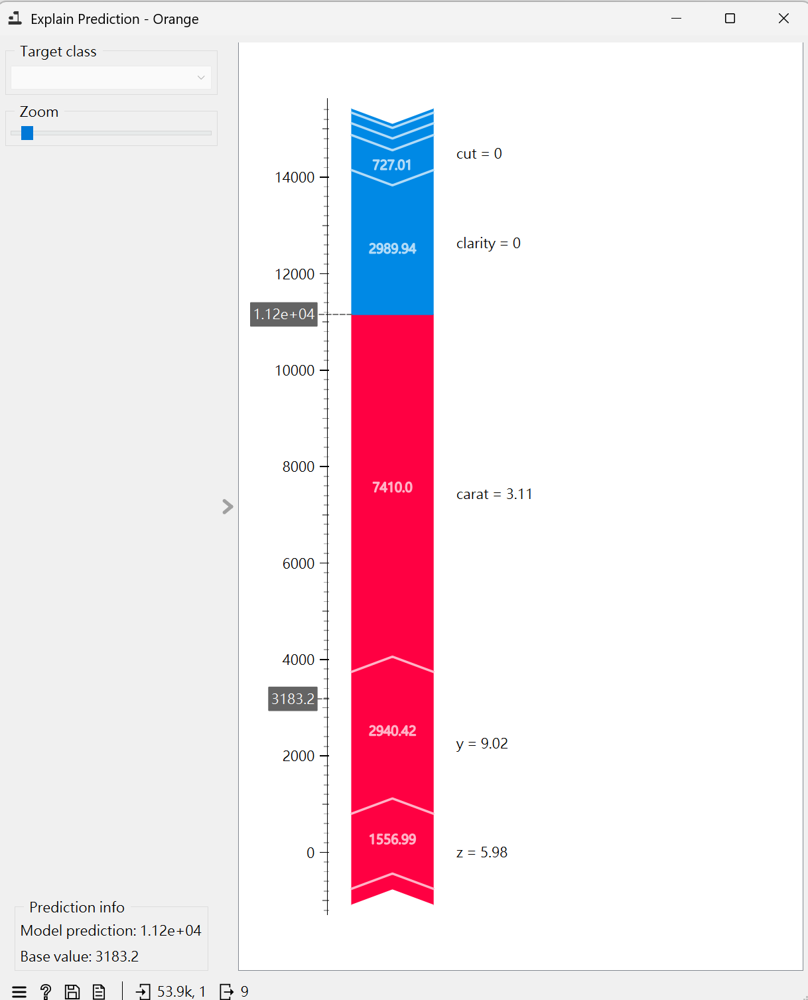 Explain Prediction - Orange
Target class
Zoom
14000
12000
1.12e+04
10000
8000
6000
4000
3183.2
2000
0
727.01
2989.94
7410.0
2940.42
1556.99
cut = 0
clarity = 0
carat = 3.11
y = 9.02
z = 5.98
Prediction info
Model prediction: 1.12e+04
Base value: 3183.2
53.9k, 1
9